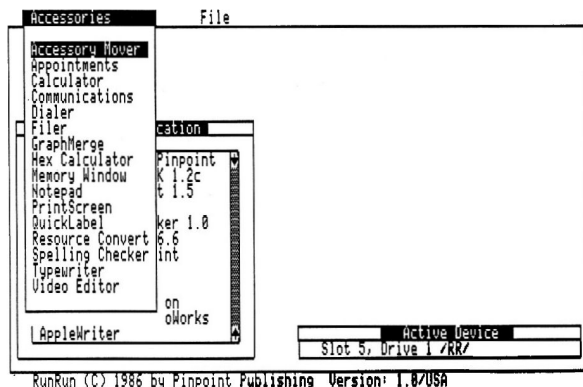 Accessories File
Accessory Mover
Appointments
Calculator
Communications
Dialer
Filer
cation
GraphMerge
Hex Calculator Pinpoint
Memory Window K 1.2c
Notepad t 1.5
PrintScreen
QuickLabel ker 1.0
Resource Convert 6.6
Spelling Checker int
Typewriter
Video Editor
on
oWorks
AppleWriter
Active Device
Slot 5, Drive 1 /RR/
RunRun (C) 1986 by Pinpoint Publishing Version: 1.0/USA